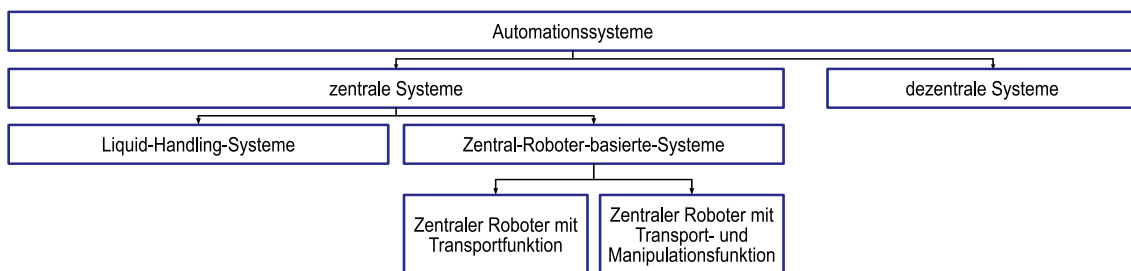 Automationssysteme
zentrale Systeme
dezentrale Systeme
Liquid-Handling-Systeme
Zentral-Roboter-basierte-Systeme
Zentraler Roboter mit
Transportfunktion
Zentraler Roboter mit
Transport- und
Manipulationsfunktion